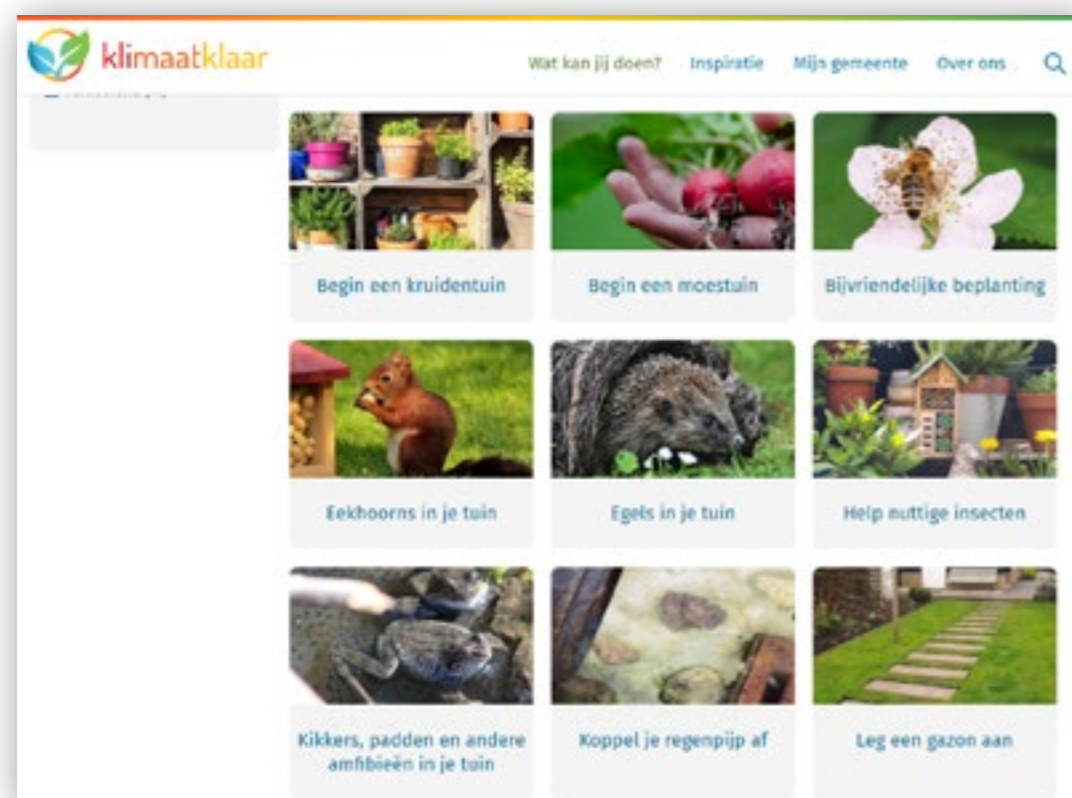 klimaatklaar
Wat kan jij doen? Inspiratie Mijn gemeente Over ons
Begin een kruidentuin
Begin een moestuin
Bijvriendelijke beplanting
Eekhoorns in je tuin
Egels in je tuin
Help nuttige insecten
Kikkers, padden en andere
amfibieën in je tuin
Koppel je regenpijp af
Leg een gazon aan